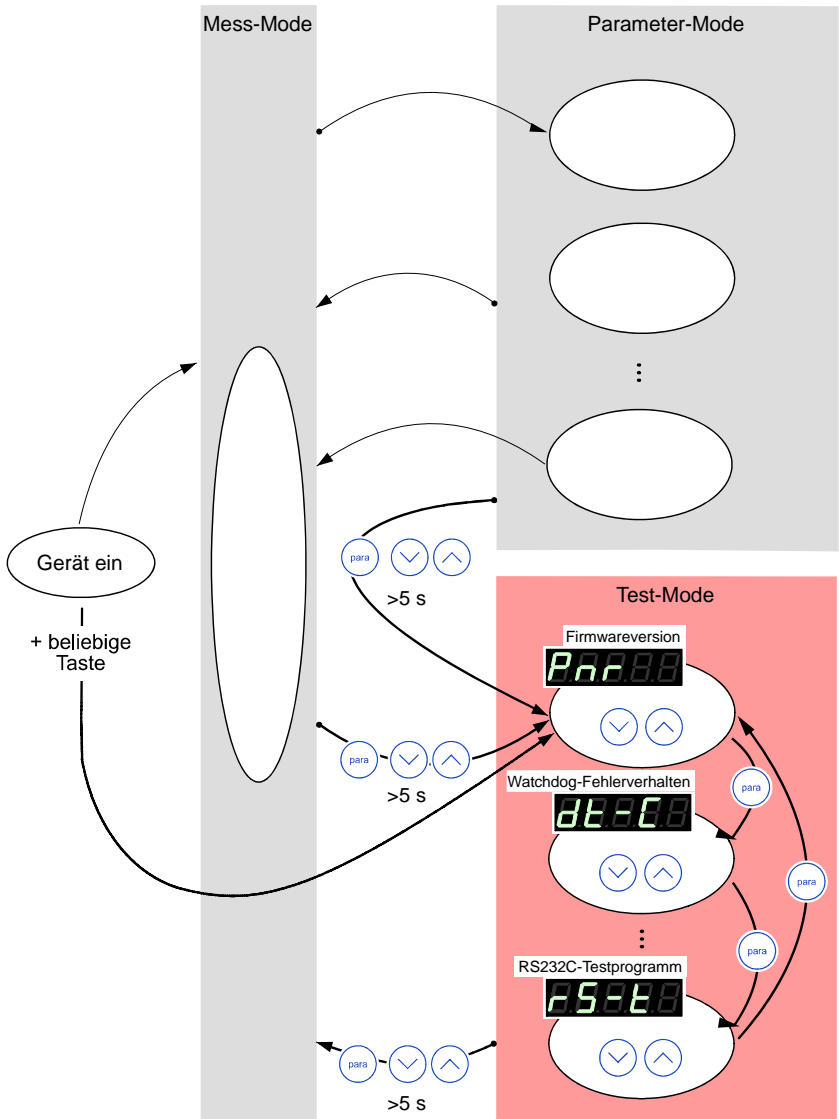 Mess-Mode
Parameter-Mode
Gerät ein
+ beliebige
Taste
para
>5 s
para
>5 s
Test-Mode
Firmwareversion
Pnr
para
Watchdog-Fehlerverhalten
dt-C
para
para
RS232C-Testprogramm
rS-t
para
>5 s